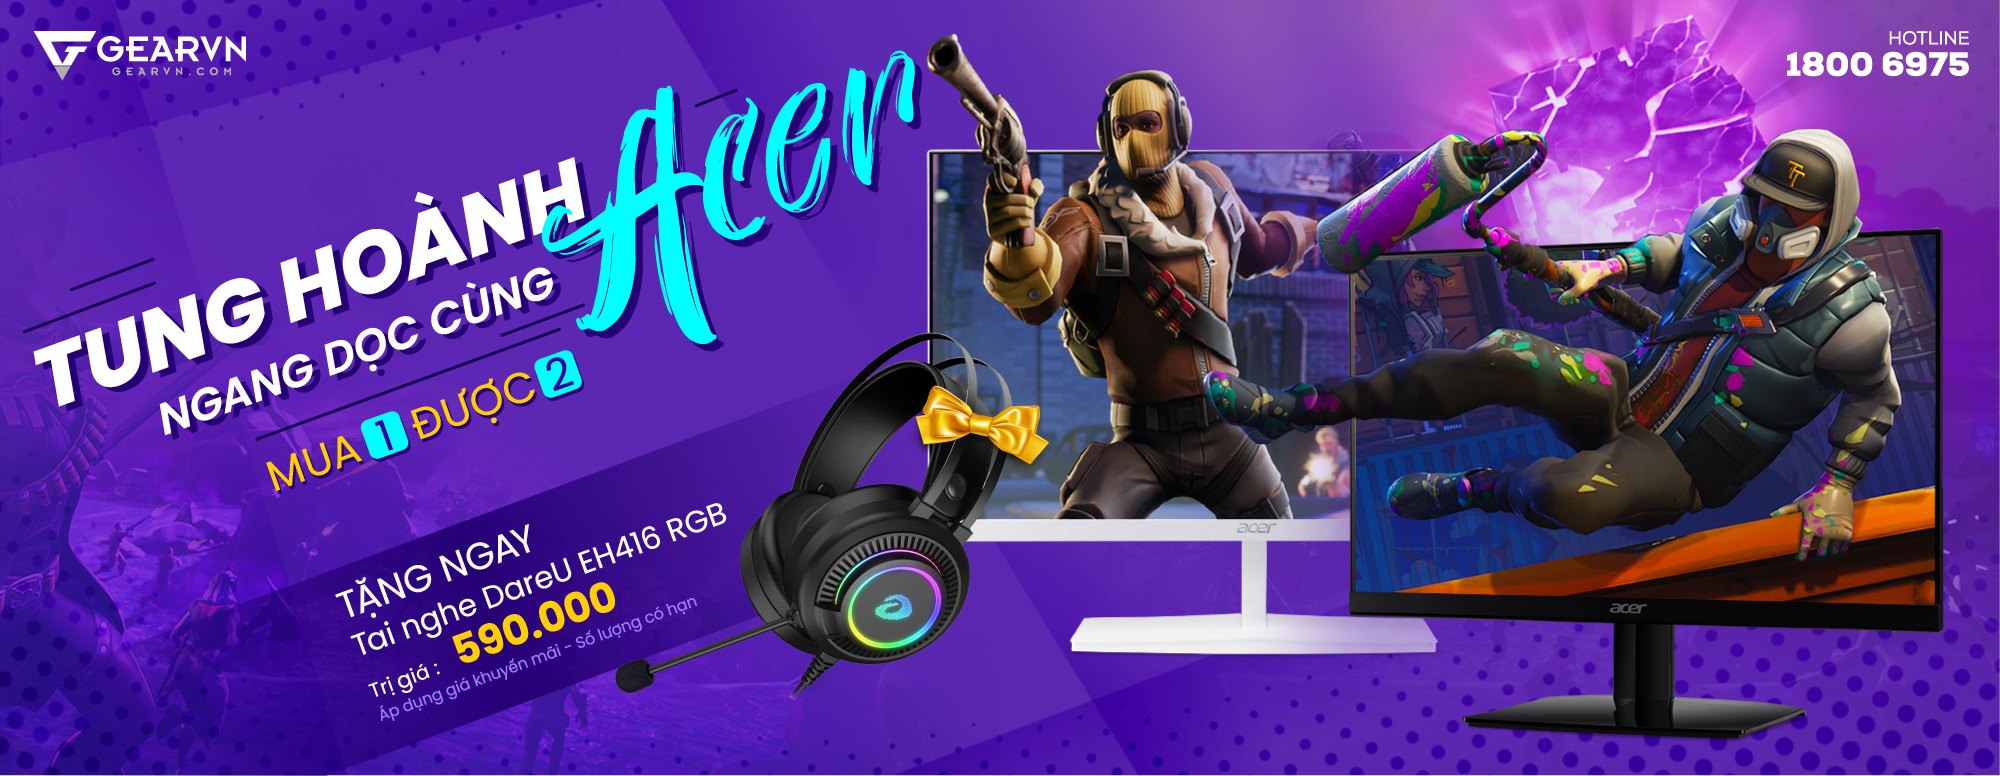 GEARVN
GEARVN.COM
HOTLINE
1800 6975
TUNG HOÀNH
Acer
NGANG DỌC CÙNG
MUA 1 ĐƯỢC 2
TẶNG NGAY
Tai nghe DareU EH416 RGB
Trị giá : 590.000
Áp dụng giá khuyến mãi - Số lượng có hạn
acer
acer